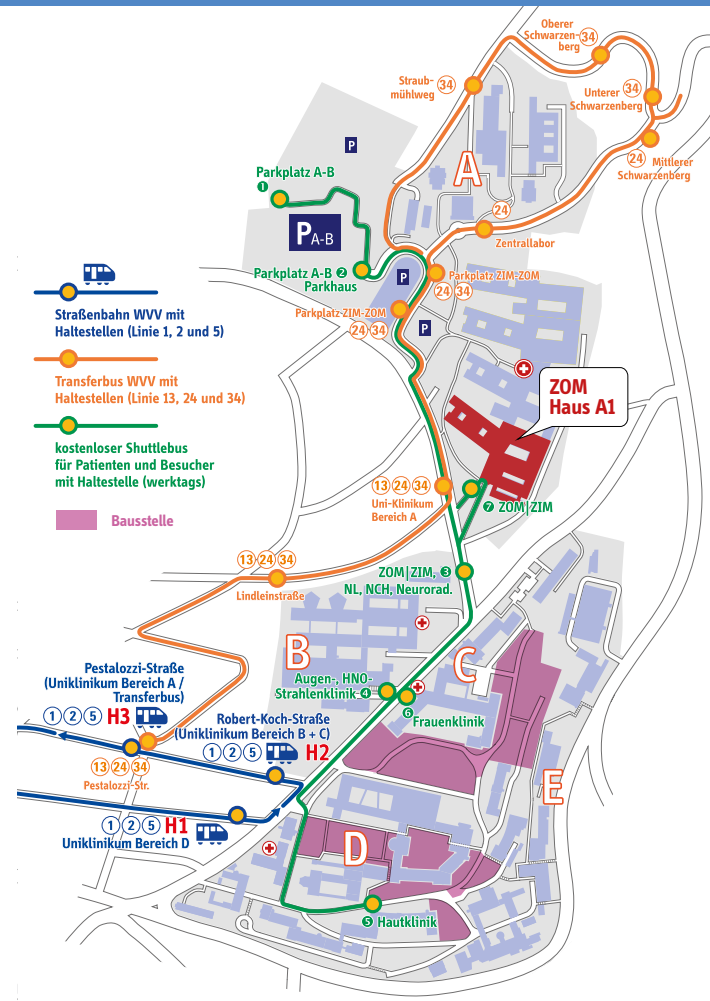 Oberer
Schwarzen-
berg
34
Straub-
mühlweg
34
Unterer
Schwarzenberg
34
24
Mittlerer
Schwarzenberg
A
P
Parkplatz A-B
1
P A-B
24
Zentrallabor
Parkplatz A-B 2
Parkhaus
P
Parkplatz ZIM-ZOM
24 34
Parkplatz ZIM-ZOM
24 34
P
Straßenbahn WVV mit
Haltestellen (Linie 1, 2 und 5)
Transferbus WVV mit
Haltestellen (Linie 13, 24 und 34)
kostenloser Shuttlebus
für Patienten und Besucher
mit Haltestelle (werktags)
Baustelle
ZOM
Haus A1
13 24 34
Uni-Klinikum
Bereich A
7 ZOM|ZIM
13 24 34
Lindleinstraße
ZOM|ZIM, 3
NL, NCH, Neurorad.
B
C
Augen-, HNO-
Strahlenklinik 4
6
Frauenklinik
Pestalozzi-Straße
(Uniklinikum Bereich A /
Transferbus)
1 2 5 H3
Robert-Koch-Straße
(Uniklinikum Bereich B + C)
1 2 5 H2
13 24 34
Pestalozzi-Str.
E
1 2 5 H1
Uniklinikum Bereich D
D
5 Hautklinik